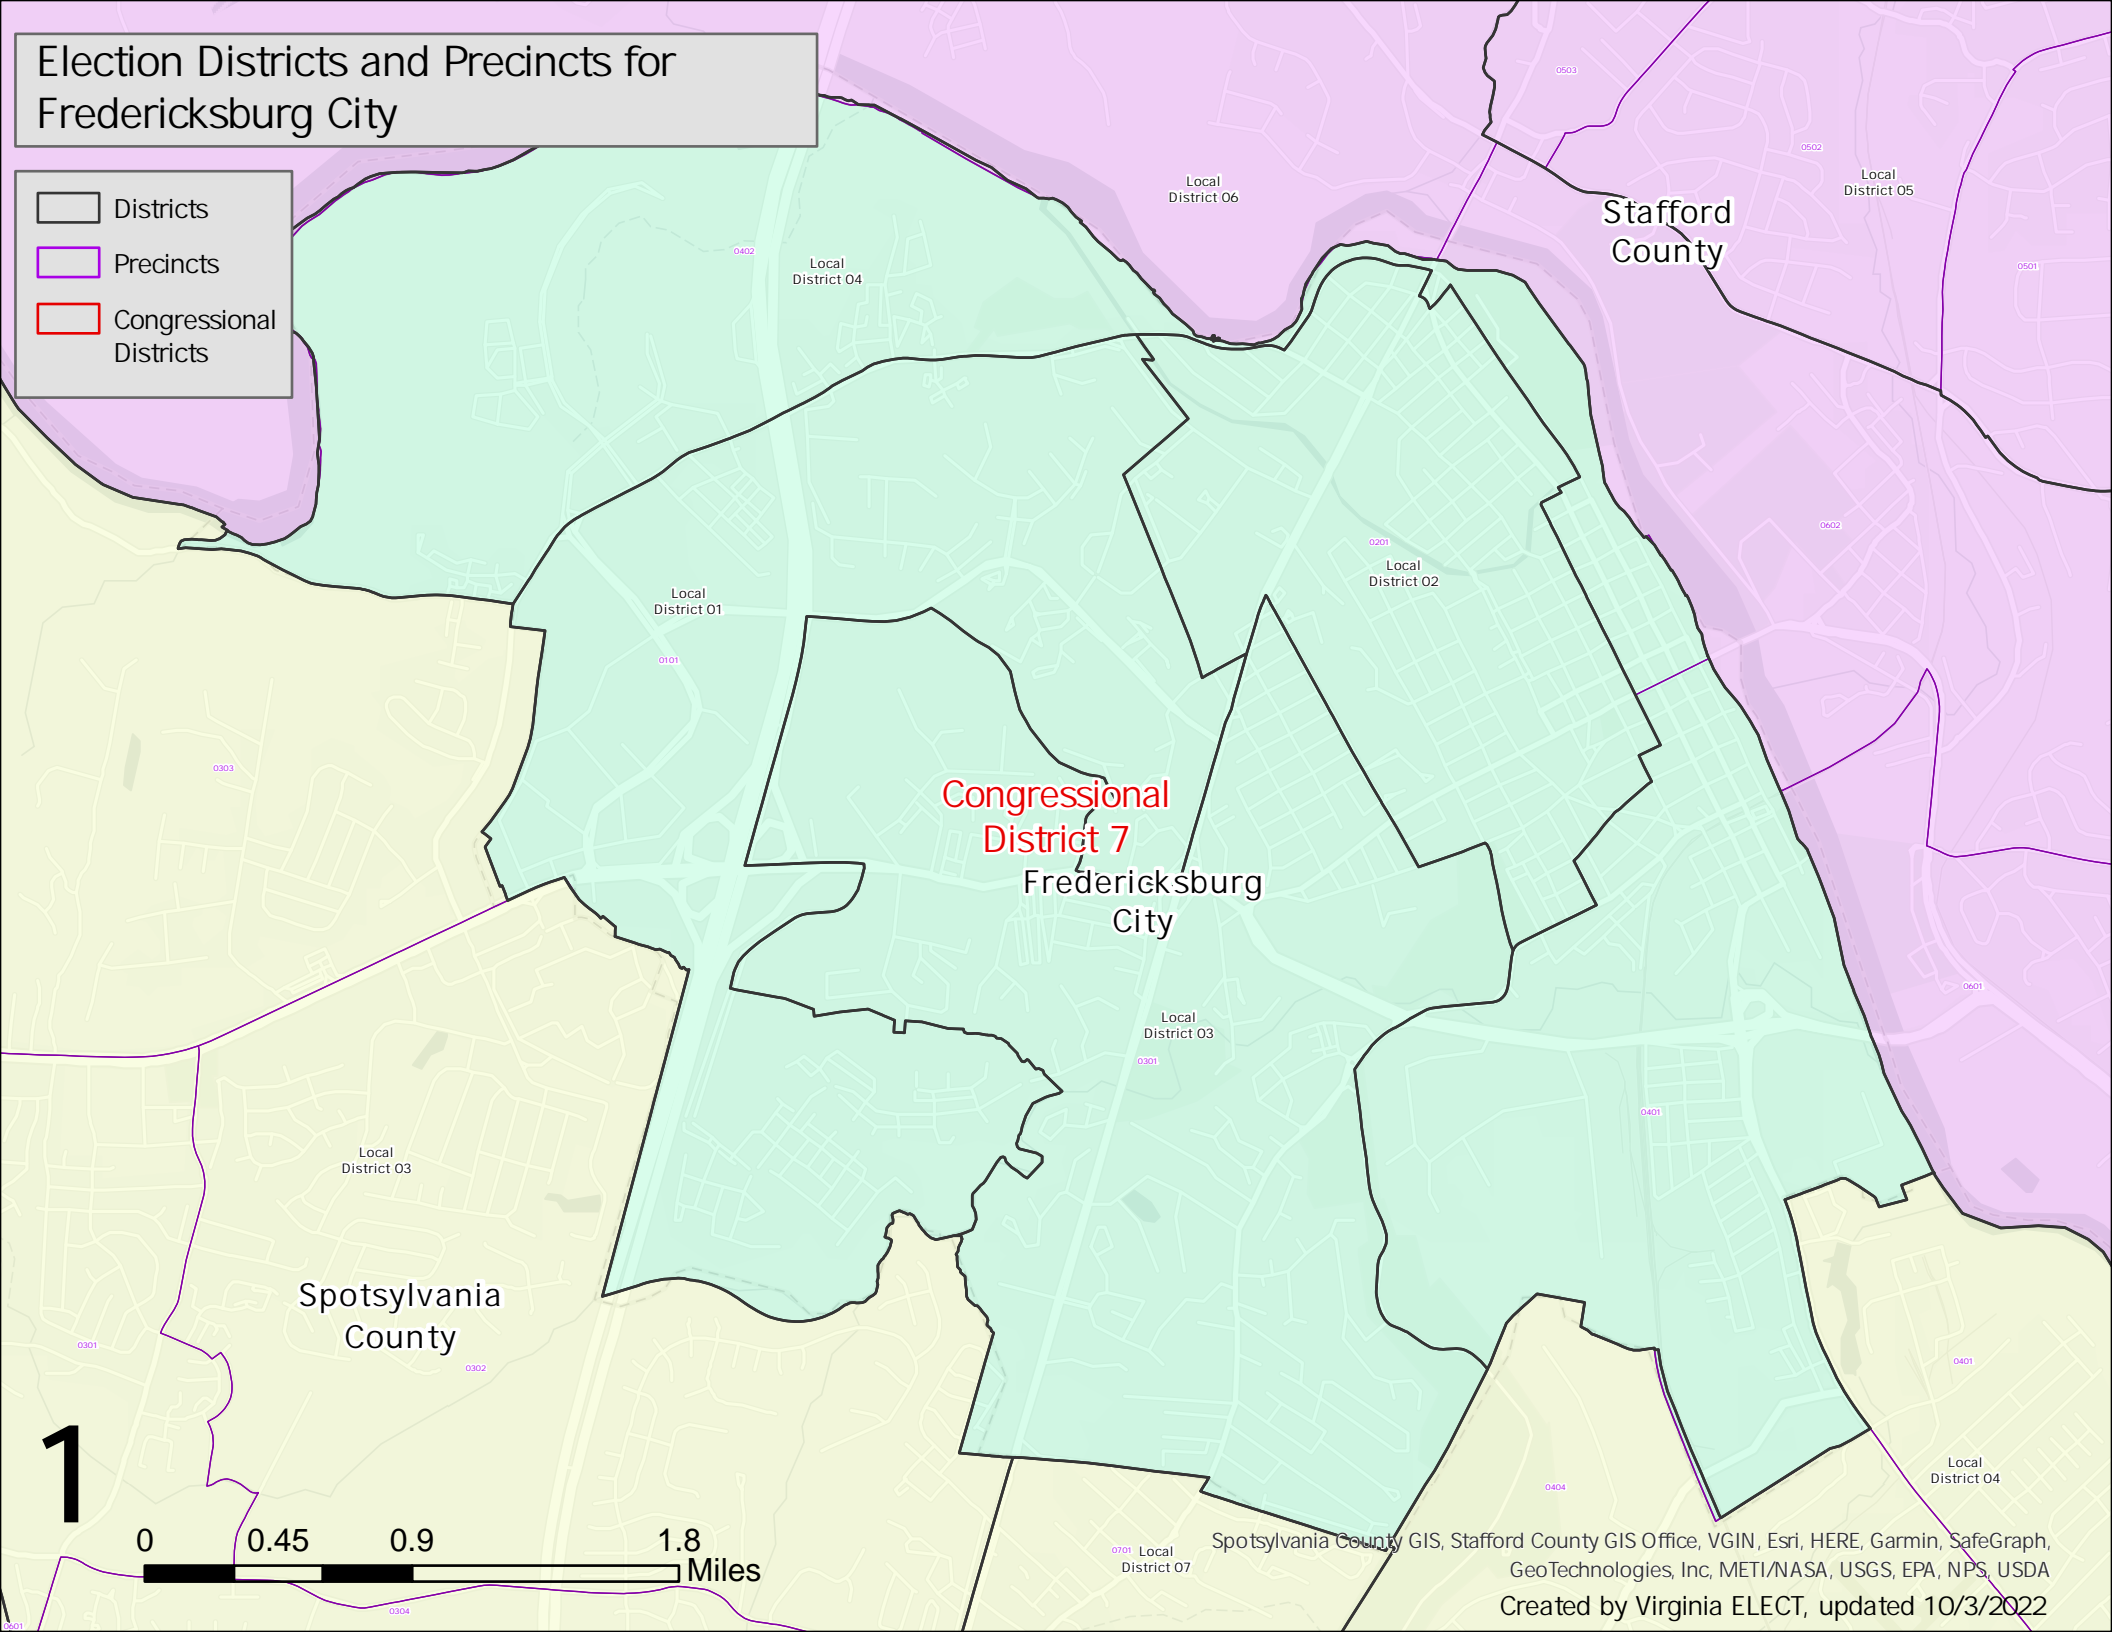 Election Districts and Precincts for
Fredericksburg City
Districts
Precincts
Congressional
Districts
0503
0502
Local
District 05
Local
District 06
Stafford
County
0501
0402
Local
District 04
0602
0201
Local
District 02
Local
District 01
0101
0303
Congressional
District 7
Fredericksburg
City
0601
Local
District 03
0301
0401
Local
District 03
Spotsylvania
County
0301
0302
0401
Local
District 04
0404
0701
Local
District 07
0304
0601
1
0 0.45 0.9 1.8
Miles
Spotsylvania County GIS, Stafford County GIS Office, VGIN, Esri, HERE, Garmin, SafeGraph,
GeoTechnologies, Inc, METI/NASA, USGS, EPA, NPS, USDA
Created by Virginia ELECT, updated 10/3/2022